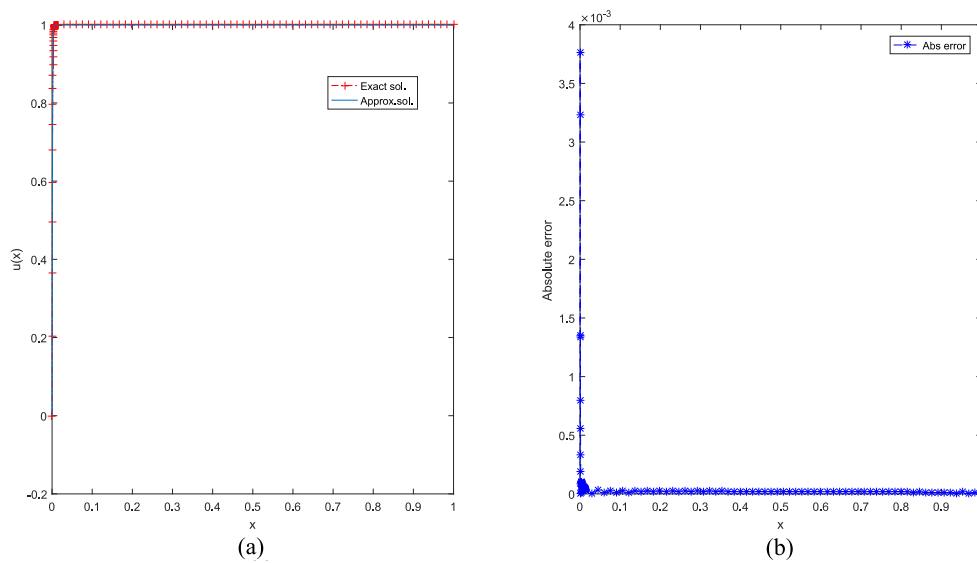 1
0.8
0.6
0.4
0.2
0
-0.2
u(x)
Exact sol.
Approx.sol.
0 0.1 0.2 0.3 0.4 0.5 0.6 0.7 0.8 0.9 1
x
(a)
×10⁻³
4
3.5
3
2.5
2
1.5
1
0.5
0
Absolute error
Abs error
0 0.1 0.2 0.3 0.4 0.5 0.6 0.7 0.8 0.9
x
(b)